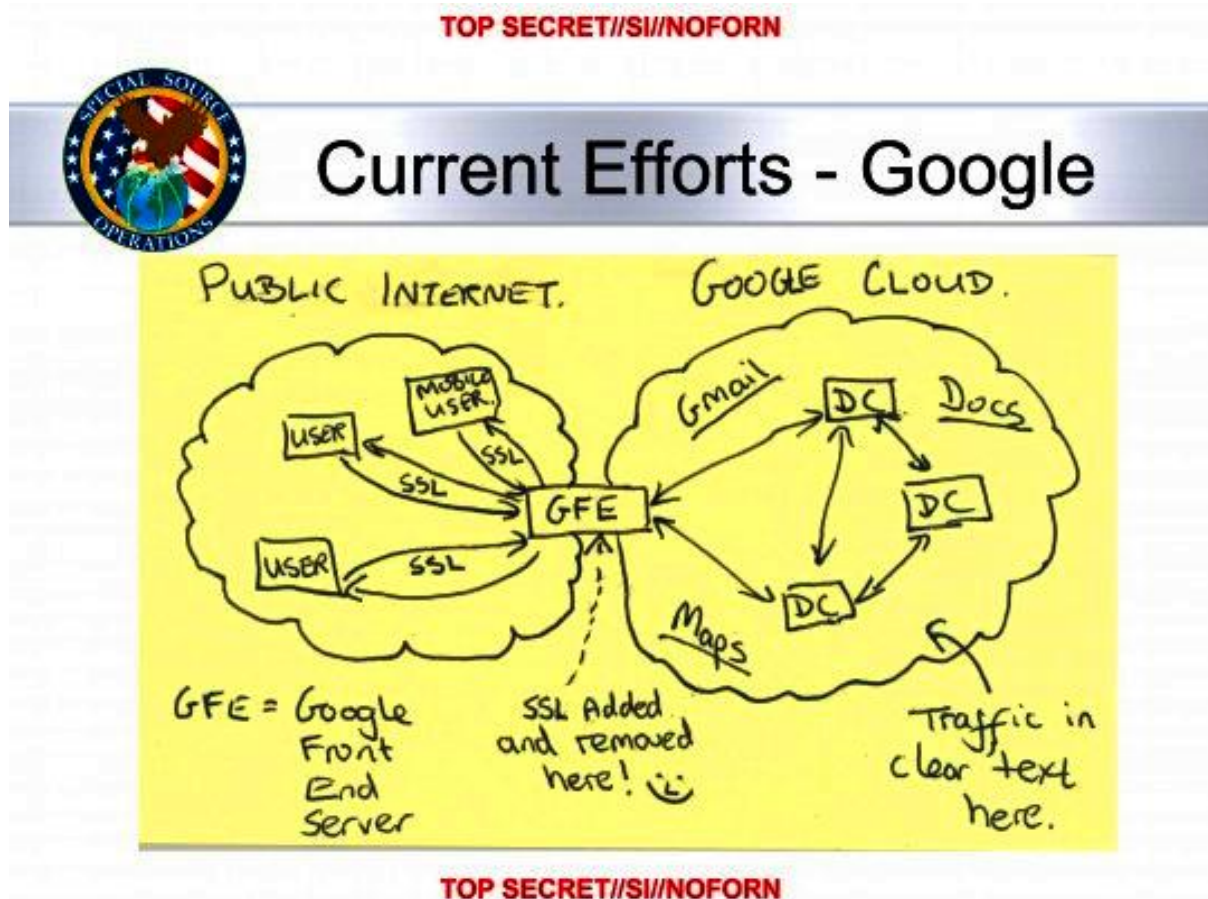 TOP SECRET//SI//NOFORN
SPECIAL SOURCE
OPERATIONS
Current Efforts - Google
PUBLIC INTERNET.
GOOGLE CLOUD.
MOBILE
USER.
USER
SSL
SSL
Gmail
DC
Docs
GFE
DC
USER
SSL
DC
Maps
GFE = Google
Front
End
Server
SSL Added
and removed
here!
Traffic in
clear text
here.
TOP SECRET//SI//NOFORN